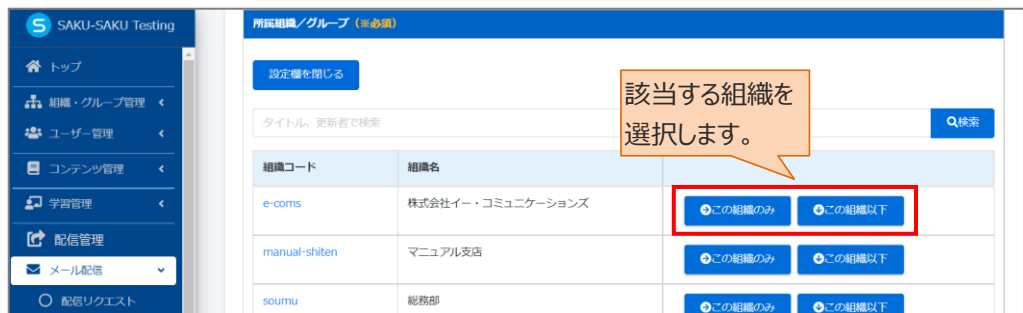 SAKU-SAKU Testing
トップ
組織・グループ管理
ユーザー管理
コンテンツ管理
学習管理
配信管理
メール配信
配信リクエスト
所属組織/グループ（※必須）
設定欄を閉じる
該当する組織を
選択します。
タイトル、更新者で検索
検索
組織コード 組織名
e-coms 株式会社イー・コミュニケーションズ この組織のみ この組織以下
manual-shiten マニュアル支店 この組織のみ この組織以下
soumu 総務部 この組織のみ この組織以下